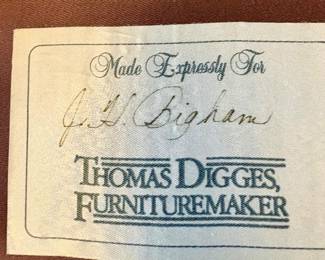 Made Expressly For
J. H. Bigham
THOMAS DIGGES,
FURNITUREMAKER